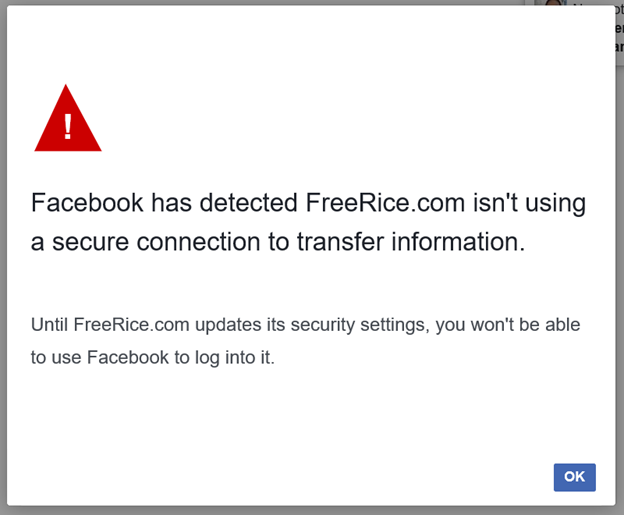 !
Facebook has detected FreeRice.com isn't using
a secure connection to transfer information.
Until FreeRice.com updates its security settings, you won't be able
to use Facebook to log into it.
OK